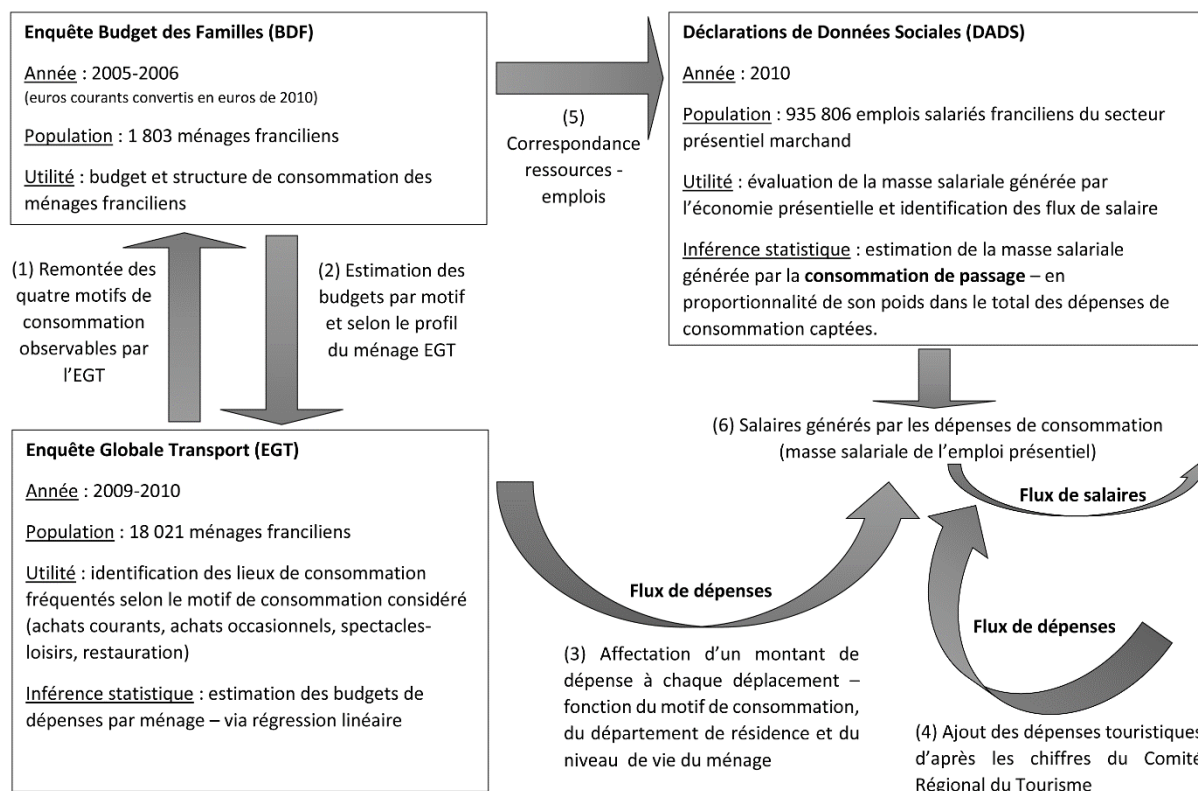 Enquête Budget des Familles (BDF)
Année : 2005-2006
(euros courants convertis en euros de 2010)
Population : 1 803 ménages franciliens
Utilité : budget et structure de consommation des
ménages franciliens
(5)
Correspondance
ressources -
emplois
Déclarations de Données Sociales (DADS)
Année : 2010
Population : 935 806 emplois salariés franciliens du secteur
présentiel marchand
Utilité : évaluation de la masse salariale générée par
l’économie présentielle et identification des flux de salaire
Inférence statistique : estimation de la masse salariale
générée par la consommation de passage – en
proportionnalité de son poids dans le total des dépenses de
consommation captées.
(1) Remontée des
quatre motifs de
consommation
observables par
l’EGT
(2) Estimation des
budgets par motif
et selon le profil
du ménage EGT
Enquête Globale Transport (EGT)
Année : 2009-2010
Population : 18 021 ménages franciliens
Utilité : identification des lieux de consommation
fréquentés selon le motif de consommation considéré
(achats courants, achats occasionnels, spectacles-
loisirs, restauration)
Inférence statistique : estimation des budgets de
dépenses par ménage – via régression linéaire
(6) Salaires générés par les dépenses de consommation
(masse salariale de l’emploi présentiel)
Flux de salaires
Flux de dépenses
Flux de dépenses
(3) Affectation d’un montant de
dépense à chaque déplacement –
fonction du motif de consommation,
du département de résidence et du
niveau de vie du ménage
(4) Ajout des dépenses touristiques
d’après les chiffres du Comité
Régional du Tourisme